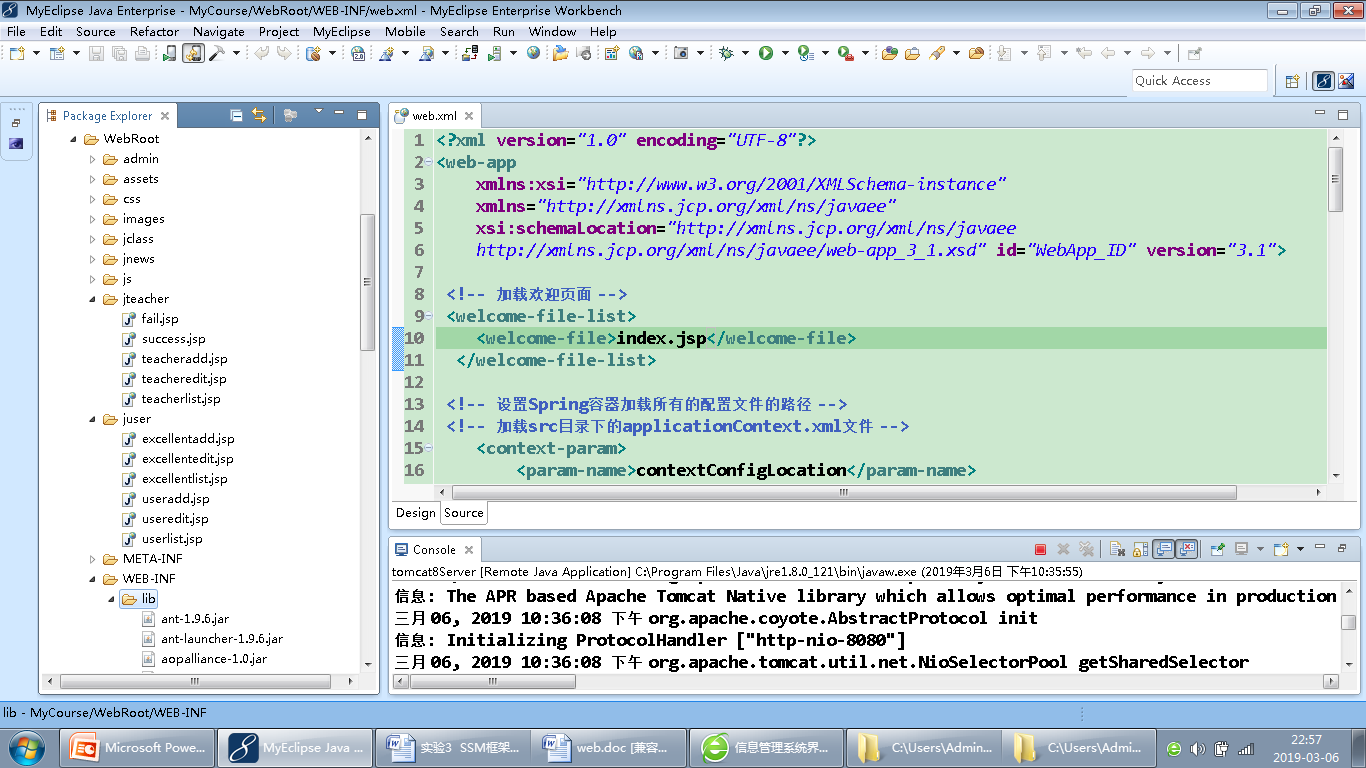 MyEclipse Java Enterprise - MyCourse/WebRoot/WEB-INF/web.xml - MyEclipse Enterprise Workbench
File Edit Source Refactor Navigate Project MyEclipse Mobile Search Run Window Help
Quick Access
Package Explorer
WebRoot
admin
assets
css
images
jclass
jnews
js
jteacher
fail.jsp
success.jsp
teacheradd.jsp
teacheredit.jsp
teacherlist.jsp
juser
excellentadd.jsp
excellentedit.jsp
excellentlist.jsp
useradd.jsp
useredit.jsp
userlist.jsp
META-INF
WEB-INF
lib
ant-1.9.6.jar
ant-launcher-1.9.6.jar
aopalliance-1.0.jar
web.xml
1 <?xml version="1.0" encoding="UTF-8"?>
2 <web-app
3 xmlns:xsi="http://www.w3.org/2001/XMLSchema-instance"
4 xmlns="http://xmlns.jcp.org/xml/ns/javaee"
5 xsi:schemaLocation="http://xmlns.jcp.org/xml/ns/javaee
6 http://xmlns.jcp.org/xml/ns/javaee/web-app_3_1.xsd" id="WebApp_ID" version="3.1">
7
8 <!-- 加载欢迎页面 -->
9 <welcome-file-list>
10 <welcome-file>index.jsp</welcome-file>
11 </welcome-file-list>
12
13 <!-- 设置Spring容器加载所有的配置文件的路径 -->
14 <!-- 加载src目录下的applicationContext.xml文件 -->
15 <context-param>
16 <param-name>contextConfigLocation</param-name>
Design Source
Console
tomcat8Server [Remote Java Application] C:\Program Files\Java\jre1.8.0_121\bin\javaw.exe (2019年3月6日 下午10:35:55)
信息: The APR based Apache Tomcat Native library which allows optimal performance in production
三月 06, 2019 10:36:08 下午 org.apache.coyote.AbstractProtocol init
信息: Initializing ProtocolHandler ["http-nio-8080"]
三月 06, 2019 10:36:08 下午 org.apache.tomcat.util.net.NioSelectorPool getSharedSelector
lib - MyCourse/WebRoot/WEB-INF
Microsoft Powe...
MyEclipse Java ...
实验3 SSM框架...
web.doc [兼容...
信息管理系统界...
C:\Users\Admin...
C:\Users\Admi...
22:57
2019-03-06